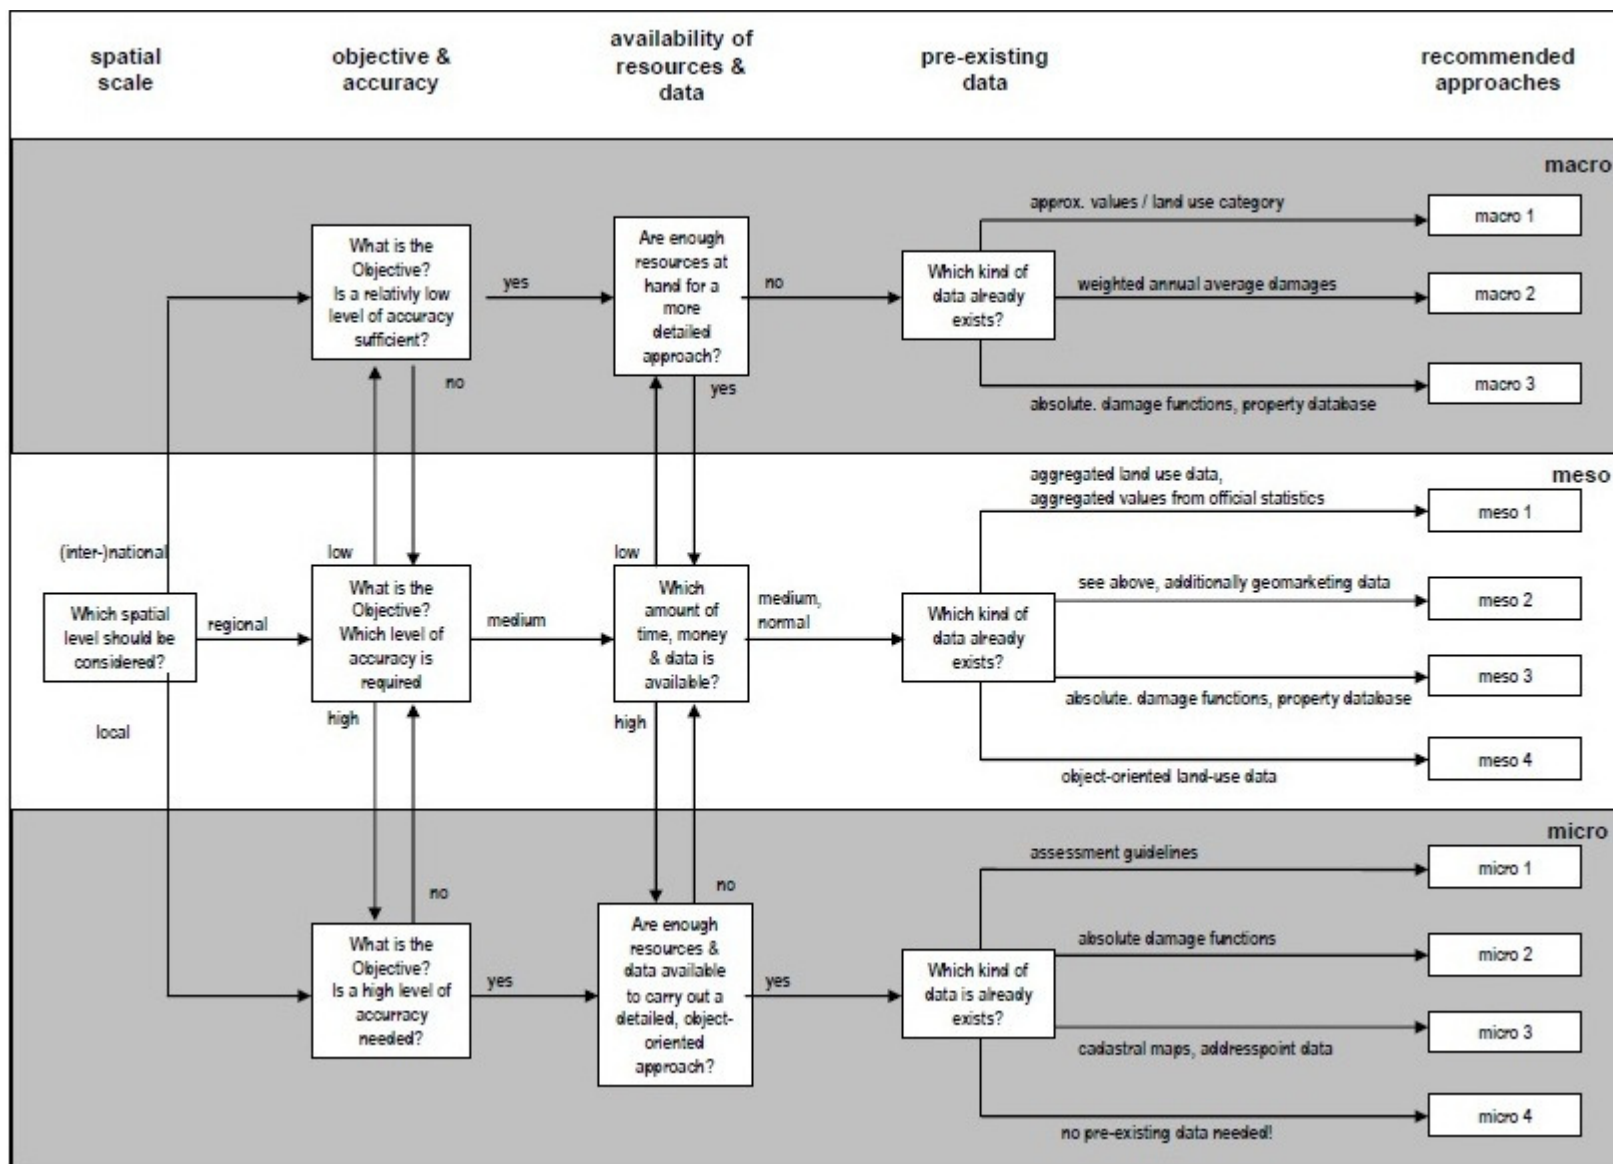 spatial
scale
objective &
accuracy
availability of
resources &
data
pre-existing
data
recommended
approaches
macro
What is the
Objective?
Is a relativly low
level of accuracy
sufficient?
yes
no
Are enough
resources at
hand for a
more
detailed
approach?
no
yes
Which kind of
data already
exists?
approx. values / land use category
macro 1
weighted annual average damages
macro 2
absolute. damage functions, property database
macro 3
meso
(inter-)national
Which spatial
level should be
considered?
regional
local
low
What is the
Objective?
Which level of
accuracy is
required
medium
high
low
Which
amount of
time, money
& data is
available?
medium,
normal
high
Which kind of
data already
exists?
aggregated land use data,
aggregated values from official statistics
meso 1
see above, additionally geomarketing data
meso 2
absolute. damage functions, property database
meso 3
object-oriented land-use data
meso 4
micro
no
What is the
Objective?
Is a high level of
accurracy
needed?
yes
no
Are enough
resources &
data available
to carry out a
detailed, object-
oriented
approach?
yes
Which kind of
data is already
exists?
assessment guidelines
micro 1
absolute damage functions
micro 2
cadastral maps, addresspoint data
micro 3
no pre-existing data needed!
micro 4